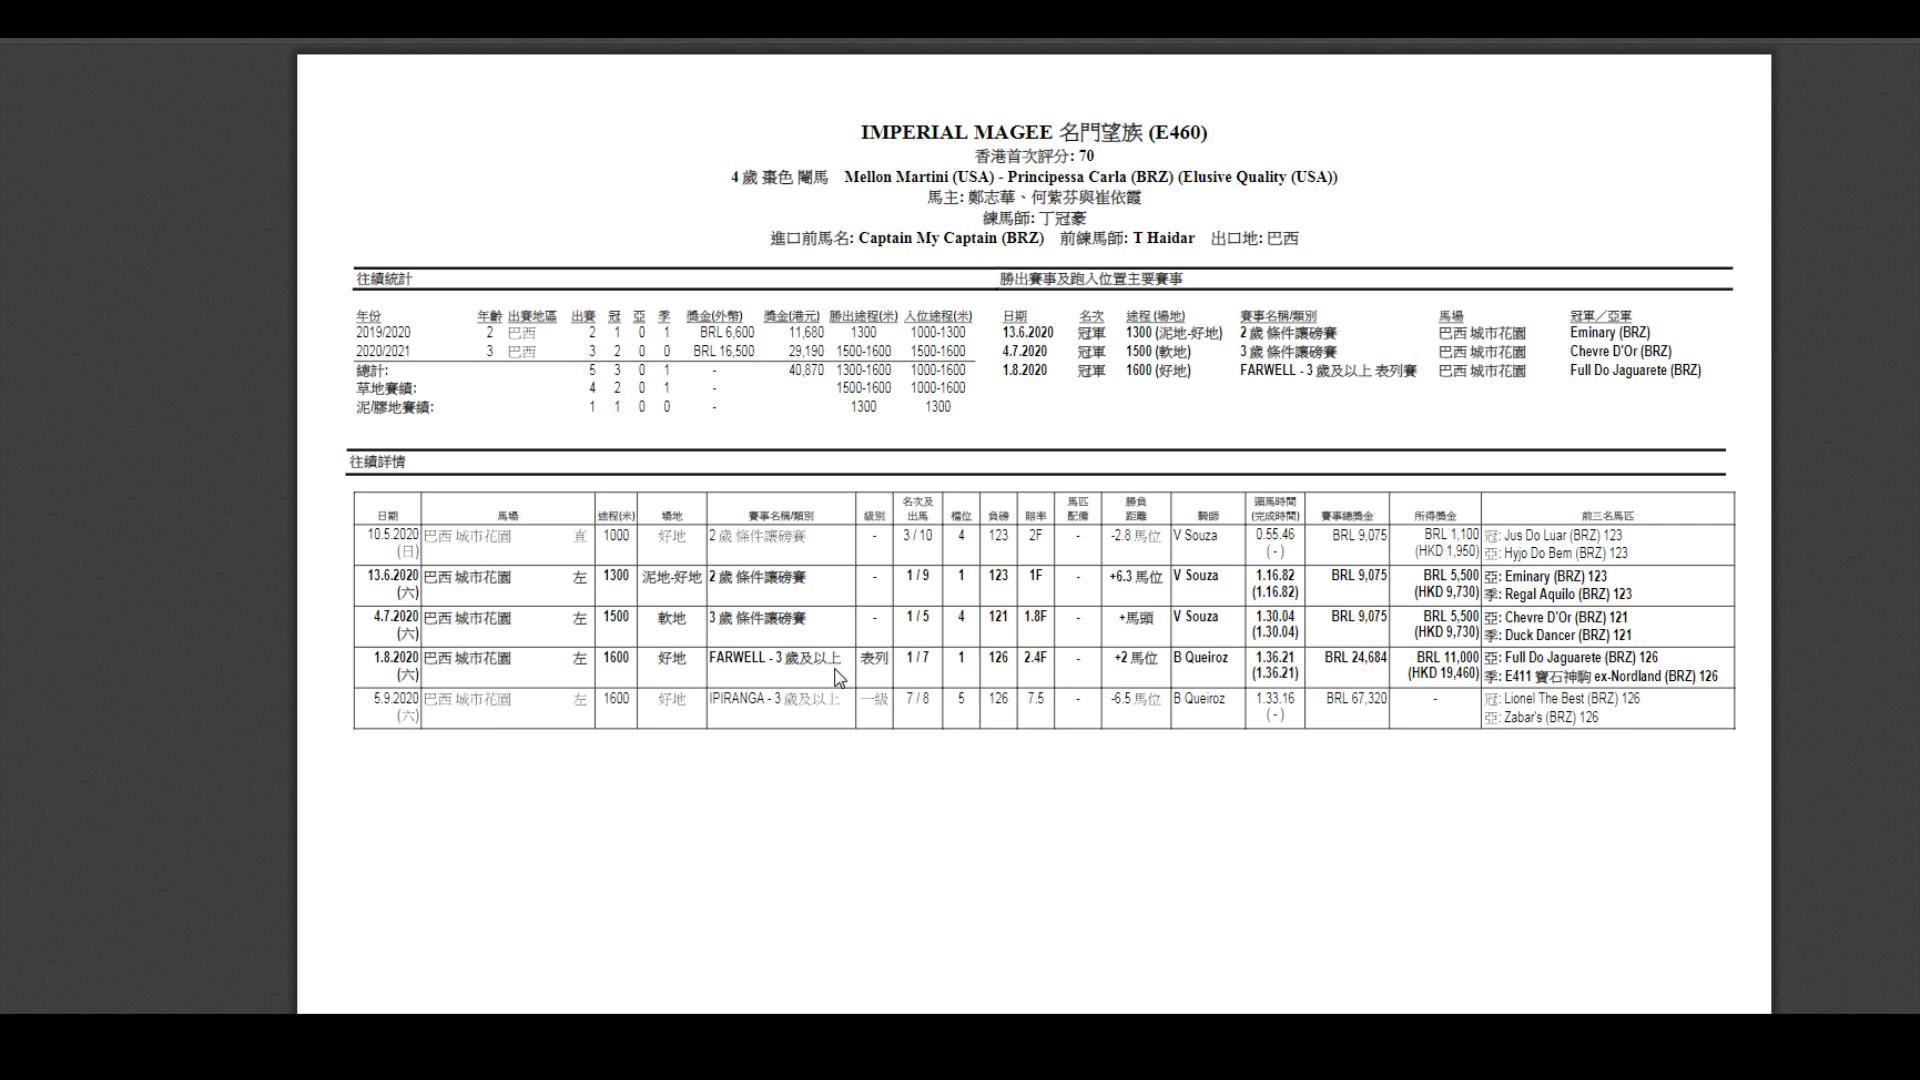 IMPERIAL MAGEE 名門望族 (E460)
香港首次評分: 70
4 歲 棗色 閹馬 Mellon Martini (USA) - Principessa Carla (BRZ) (Elusive Quality (USA))
馬主: 鄭志華、何紫芬與崔依霞
練馬師: 丁冠豪
進口前馬名: Captain My Captain (BRZ) 前練馬師: T Haidar 出口地: 巴西
往績統計 勝出賽事及跑入位置主要賽事
年份 年齡 出賽地區 出賽 冠 亞 季 獎金(外幣) 獎金(港元) 勝出途程(米) 入位途程(米) 日期 名次 途程 (場地) 賽事名稱/類別 馬場 冠軍／亞軍
2019/2020 2 巴西 2 1 0 1 BRL 6,600 11,680 1300 1000-1300 13.6.2020 冠軍 1300 (泥地-好地) 2 歲 條件讓磅賽 巴西 城市花園 Eminary (BRZ)
2020/2021 3 巴西 3 2 0 0 BRL 16,500 29,190 1500-1600 1500-1600 4.7.2020 冠軍 1500 (軟地) 3 歲 條件讓磅賽 巴西 城市花園 Chevre D'Or (BRZ)
總計: 5 3 0 1 - 40,870 1300-1600 1000-1600 1.8.2020 冠軍 1600 (好地) FARWELL - 3 歲及以上 表列賽 巴西 城市花園 Full Do Jaguarete (BRZ)
草地賽績: 4 2 0 1 - 1500-1600 1000-1600
泥/膠地賽績: 1 1 0 0 - 1300 1300
往績詳情
名次及 馬匹 勝負 頭馬時間
日期 馬場 途程(米) 場地 賽事名稱/類別 級別 出馬 檔位 負磅 賠率 配備 距離 騎師 (完成時間) 賽事總獎金 所得獎金 前三名馬匹
10.5.2020 巴西 城市花園 直 1000 好地 2 歲 條件讓磅賽 - 3 / 10 4 123 2F - -2.8 馬位 V Souza 0.55.46 BRL 9,075 BRL 1,100 冠: Jus Do Luar (BRZ) 123
(日) ( - ) (HKD 1,950) 亞: Hyjo Do Bem (BRZ) 123
13.6.2020 巴西 城市花園 左 1300 泥地-好地 2 歲 條件讓磅賽 - 1 / 9 1 123 1F - +6.3 馬位 V Souza 1.16.82 BRL 9,075 BRL 5,500 亞: Eminary (BRZ) 123
(六) (1.16.82) (HKD 9,730) 季: Regal Aquilo (BRZ) 123
4.7.2020 巴西 城市花園 左 1500 軟地 3 歲 條件讓磅賽 - 1 / 5 4 121 1.8F - +馬頭 V Souza 1.30.04 BRL 9,075 BRL 5,500 亞: Chevre D'Or (BRZ) 121
(六) (1.30.04) (HKD 9,730) 季: Duck Dancer (BRZ) 121
1.8.2020 巴西 城市花園 左 1600 好地 FARWELL - 3 歲及以上 表列 1 / 7 1 126 2.4F - +2 馬位 B Queiroz 1.36.21 BRL 24,684 BRL 11,000 亞: Full Do Jaguarete (BRZ) 126
(六) (1.36.21) (HKD 19,460) 季: E411 寶石神駒 ex-Nordland (BRZ) 126
5.9.2020 巴西 城市花園 左 1600 好地 IPIRANGA - 3 歲及以上 一級 7 / 8 5 126 7.5 - -6.5 馬位 B Queiroz 1.33.16 BRL 67,320 - 冠: Lionel The Best (BRZ) 126
(六) ( - ) 亞: Zabar's (BRZ) 126